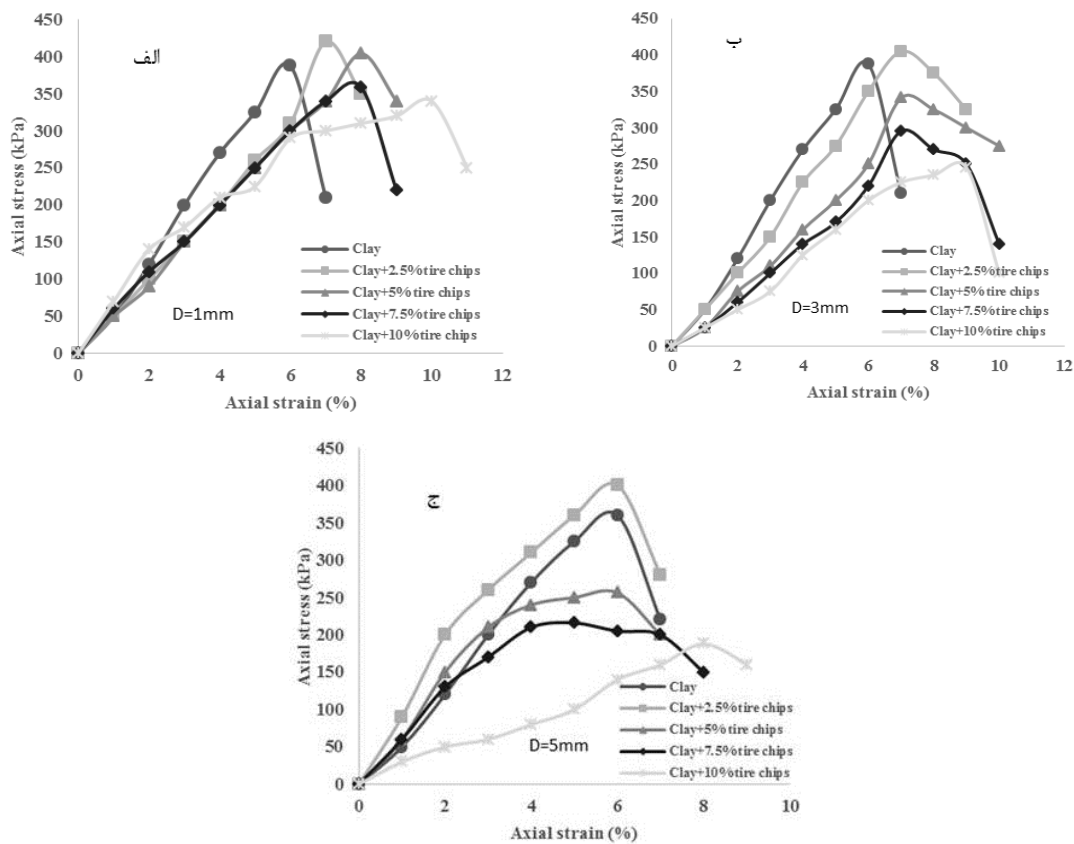 الف
Axial stress (kPa)
450
400
350
300
250
200
150
100
50
0
Clay
Clay+2.5%tire chips
Clay+5%tire chips
Clay+7.5%tire chips
Clay+10%tire chips
D=1mm
0 2 4 6 8 10 12
Axial strain (%)
ب
Axial stress (kPa)
450
400
350
300
250
200
150
100
50
0
Clay
Clay+2.5%tire chips
Clay+5%tire chips
Clay+7.5%tire chips
Clay+10%tire chips
D=3mm
0 2 4 6 8 10 12
Axial strain (%)
ج
Axial stress (kPa)
450
400
350
300
250
200
150
100
50
0
Clay
Clay+2.5%tire chips
Clay+5%tire chips
Clay+7.5%tire chips
Clay+10%tire chips
D=5mm
0 2 4 6 8 10
Axial strain (%)